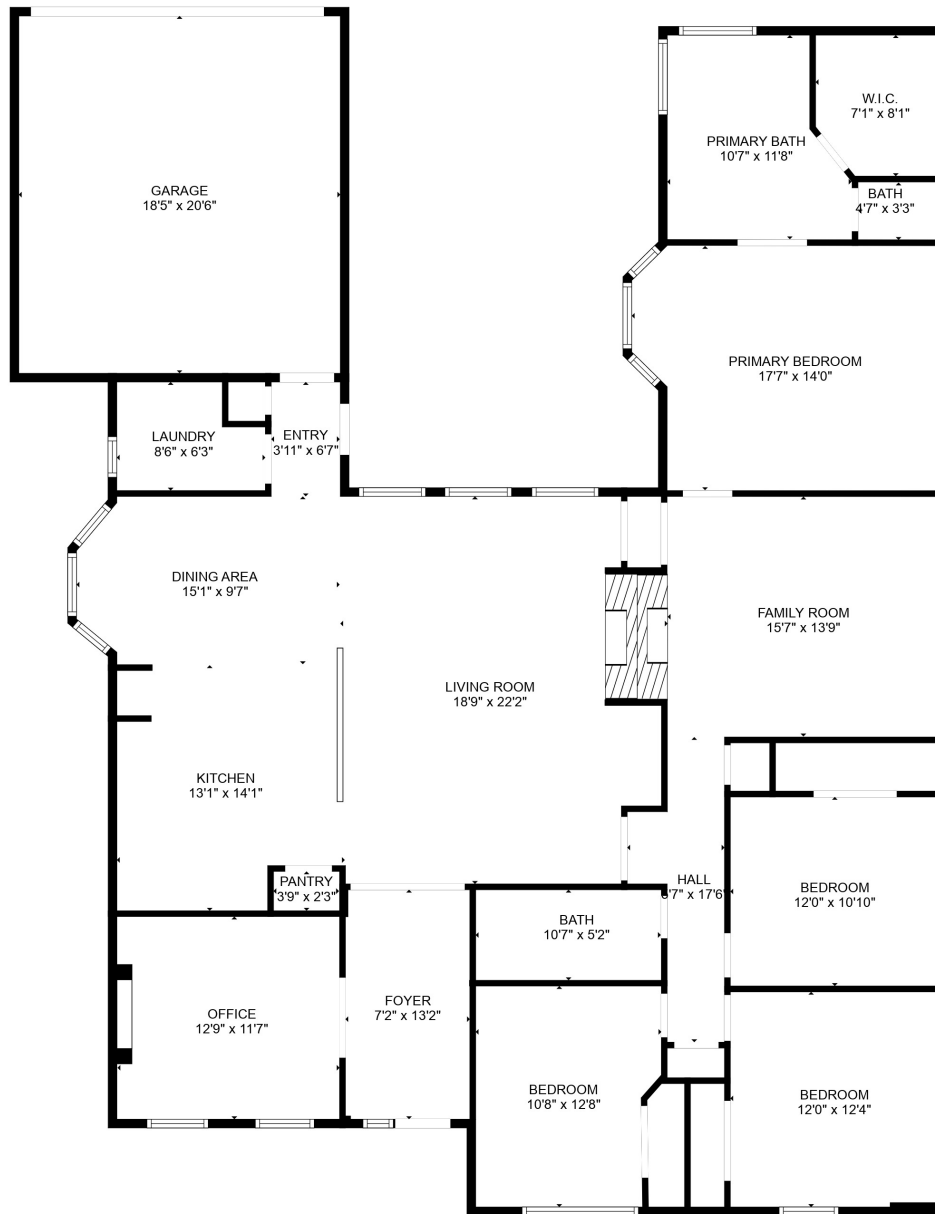 GARAGE
18'5" x 20'6"
W.I.C.
7'1" x 8'1"
PRIMARY BATH
10'7" x 11'8"
BATH
4'7" x 3'3"
PRIMARY BEDROOM
17'7" x 14'0"
LAUNDRY
8'6" x 6'3"
ENTRY
3'11" x 6'7"
DINING AREA
15'1" x 9'7"
FAMILY ROOM
15'7" x 13'9"
LIVING ROOM
18'9" x 22'2"
KITCHEN
13'1" x 14'1"
PANTRY
3'9" x 2'3"
HALL
x 17'6"
BEDROOM
12'0" x 10'10"
BATH
10'7" x 5'2"
OFFICE
12'9" x 11'7"
FOYER
7'2" x 13'2"
BEDROOM
10'8" x 12'8"
BEDROOM
12'0" x 12'4"